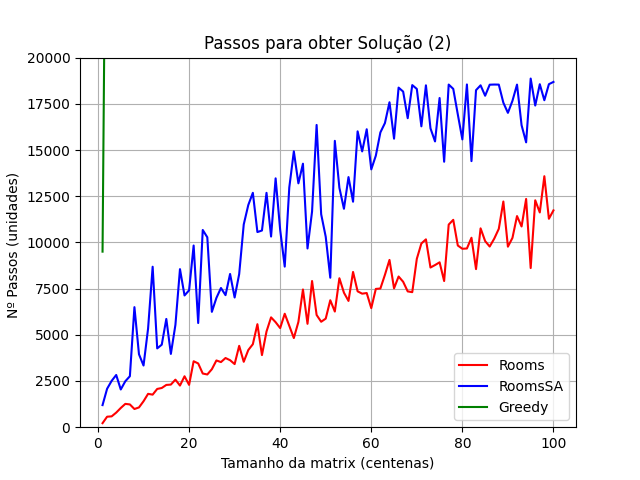 Passos para obter Solução (2)
20000
17500
15000
12500
10000
7500
5000
2500
0
Nº Passos (unidades)
0 20 40 60 80 100
Tamanho da matrix (centenas)
Rooms
RoomsSA
Greedy